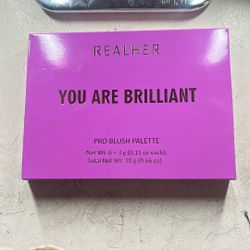 REALHER
YOU ARE BRILLIANT
PRO BLUSH PALETTE
Net Wt. 6 × 3 g (0.11 oz each);
Total Net Wt. 18 g (0.66 oz)